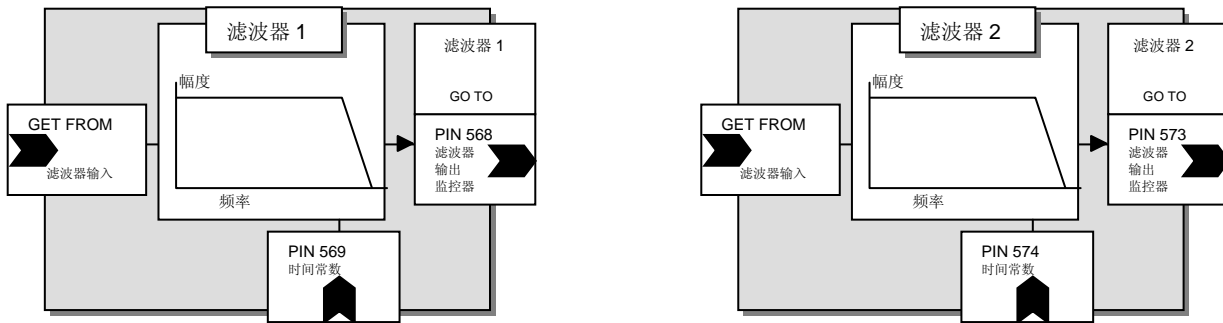 滤波器 1
滤波器 1
幅度
GO TO
GET FROM
滤波器输入
PIN 568
滤波器
输出
监控器
频率
PIN 569
时间常数
滤波器 2
滤波器 2
幅度
GO TO
GET FROM
滤波器输入
PIN 573
滤波器
输出
监控器
频率
PIN 574
时间常数